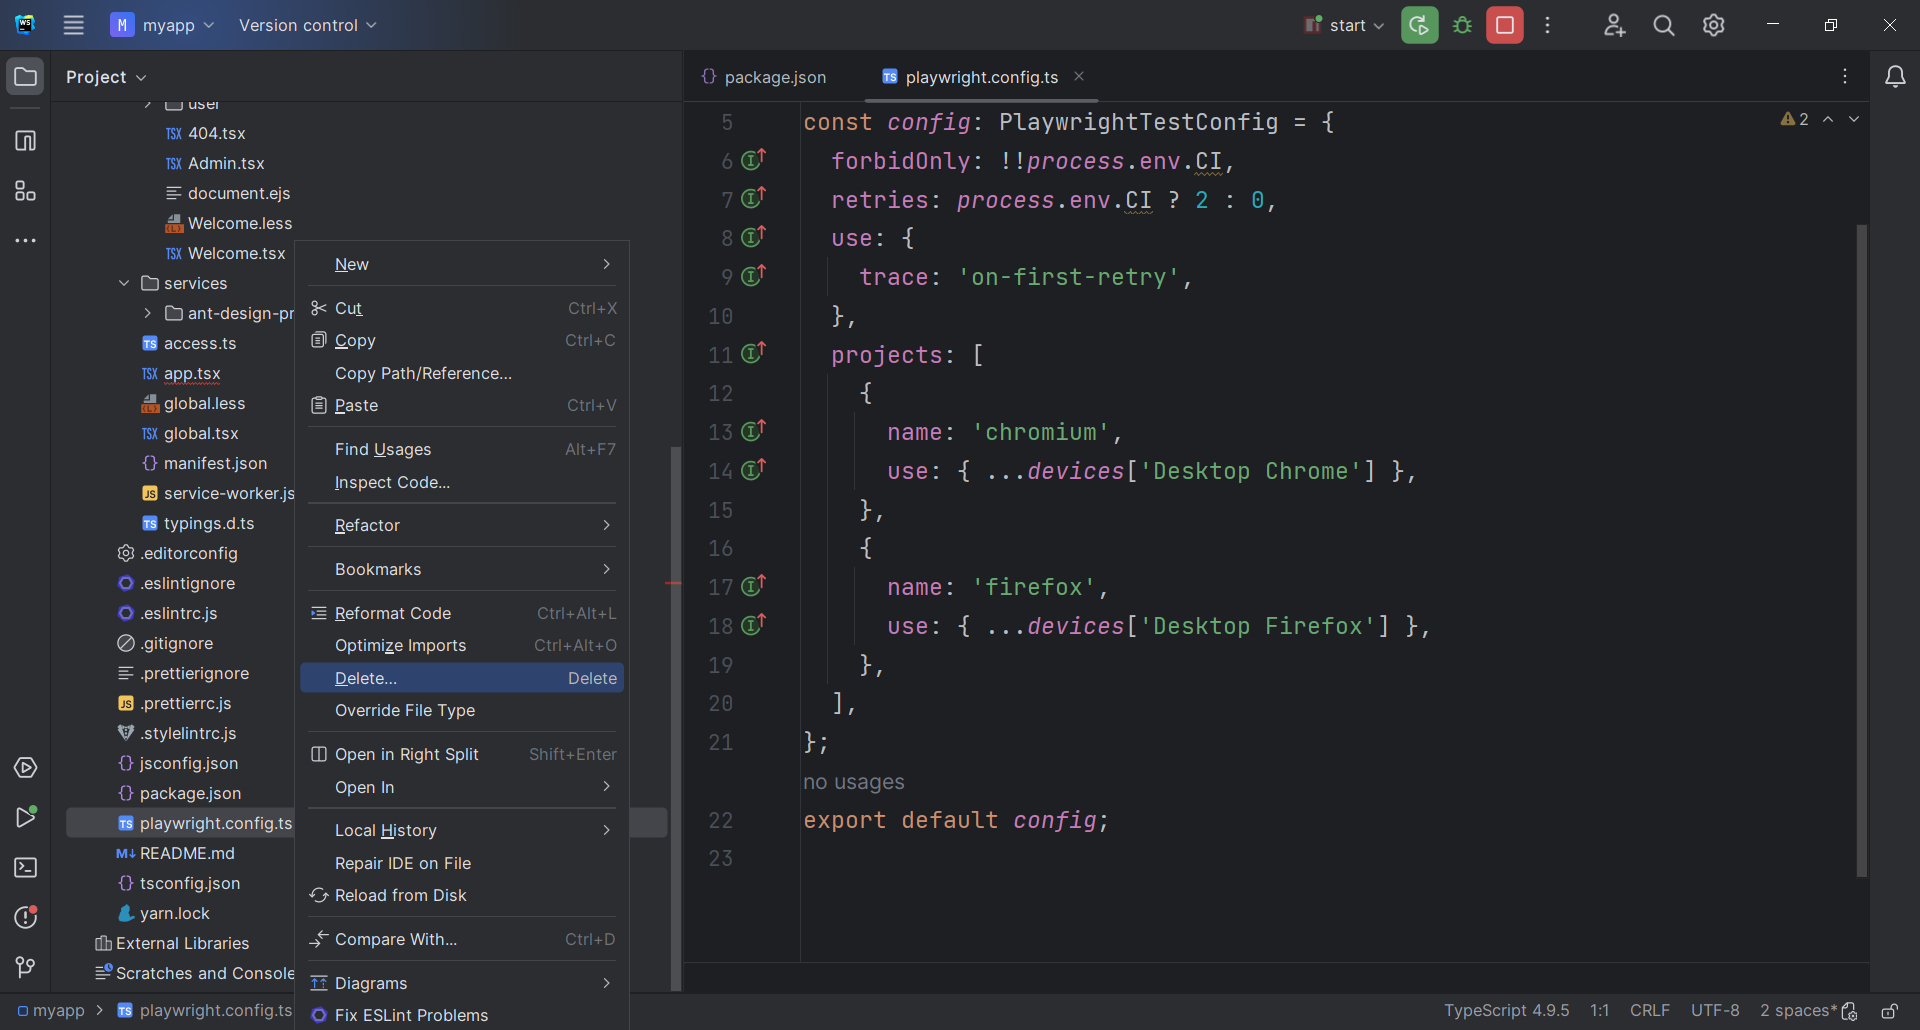 M myapp
Version control
start
Project
package.json
playwright.config.ts
user
404.tsx
Admin.tsx
document.ejs
Welcome.less
Welcome.tsx
services
ant-design-pr
access.ts
app.tsx
global.less
global.tsx
manifest.json
service-worker.js
typings.d.ts
.editorconfig
.eslintignore
.eslintrc.js
.gitignore
.prettierignore
.prettierrc.js
.stylelintrc.js
jsconfig.json
package.json
playwright.config.ts
README.md
tsconfig.json
yarn.lock
External Libraries
Scratches and Console
New
Cut Ctrl+X
Copy Ctrl+C
Copy Path/Reference...
Paste Ctrl+V
Find Usages Alt+F7
Inspect Code...
Refactor
Bookmarks
Reformat Code Ctrl+Alt+L
Optimize Imports Ctrl+Alt+O
Delete... Delete
Override File Type
Open in Right Split Shift+Enter
Open In
Local History
Repair IDE on File
Reload from Disk
Compare With... Ctrl+D
Diagrams
Fix ESLint Problems
2
5 const config: PlaywrightTestConfig = {
6 forbidOnly: !!process.env.CI,
7 retries: process.env.CI ? 2 : 0,
8 use: {
9 trace: 'on-first-retry',
10 },
11 projects: [
12 {
13 name: 'chromium',
14 use: { ...devices['Desktop Chrome'] },
15 },
16 {
17 name: 'firefox',
18 use: { ...devices['Desktop Firefox'] },
19 },
20 ],
21 };
no usages
22 export default config;
23
myapp > playwright.config.ts
TypeScript 4.9.5 1:1 CRLF UTF-8 2 spaces*